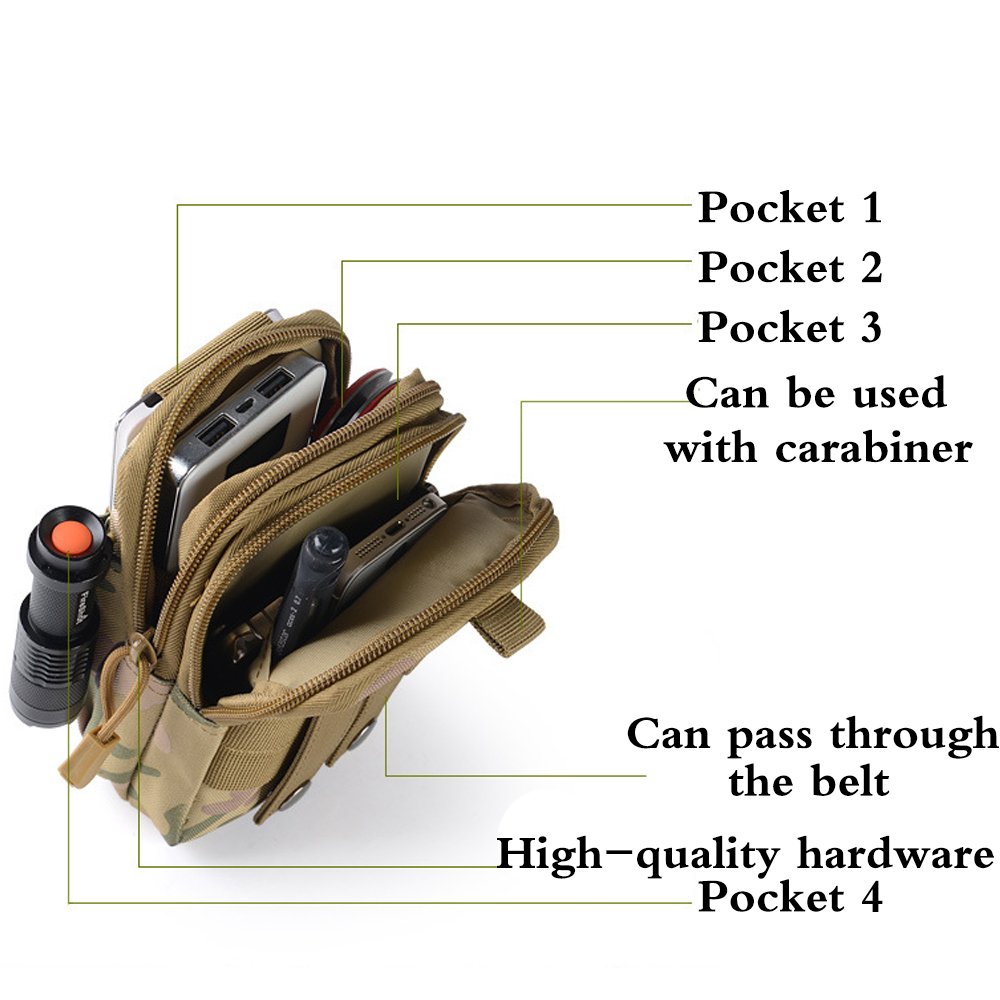 Pocket 1
Pocket 2
Pocket 3
Can be used
with carabiner
Can pass through
the belt
High-quality hardware
Pocket 4